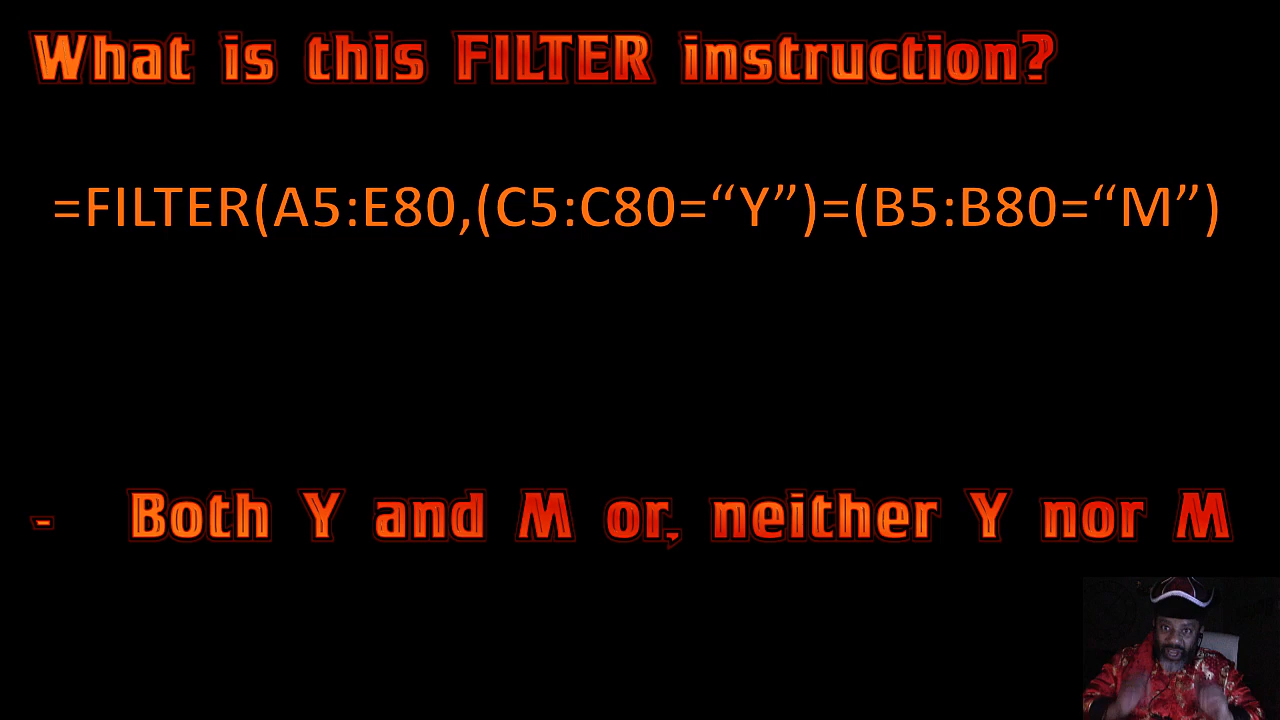 What is this FILTER instruction?
=FILTER(A5:E80,(C5:C80=“Y”)=(B5:B80=“M”)
- Both Y and M or, neither Y nor M